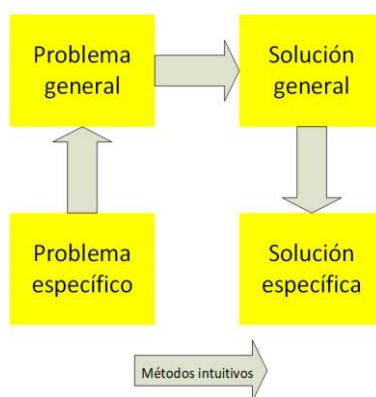 Problema
general
Solución
general
Problema
específico
Solución
específica
Métodos intuitivos